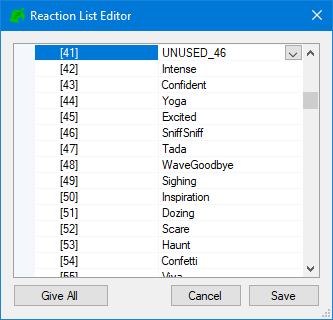 Reaction List Editor
[41] UNUSED_46
[42] Intense
[43] Confident
[44] Yoga
[45] Excited
[46] SniffSniff
[47] Tada
[48] WaveGoodbye
[49] Sighing
[50] Inspiration
[51] Dozing
[52] Scare
[53] Haunt
[54] Confetti
[55] Viva
Give All Cancel Save